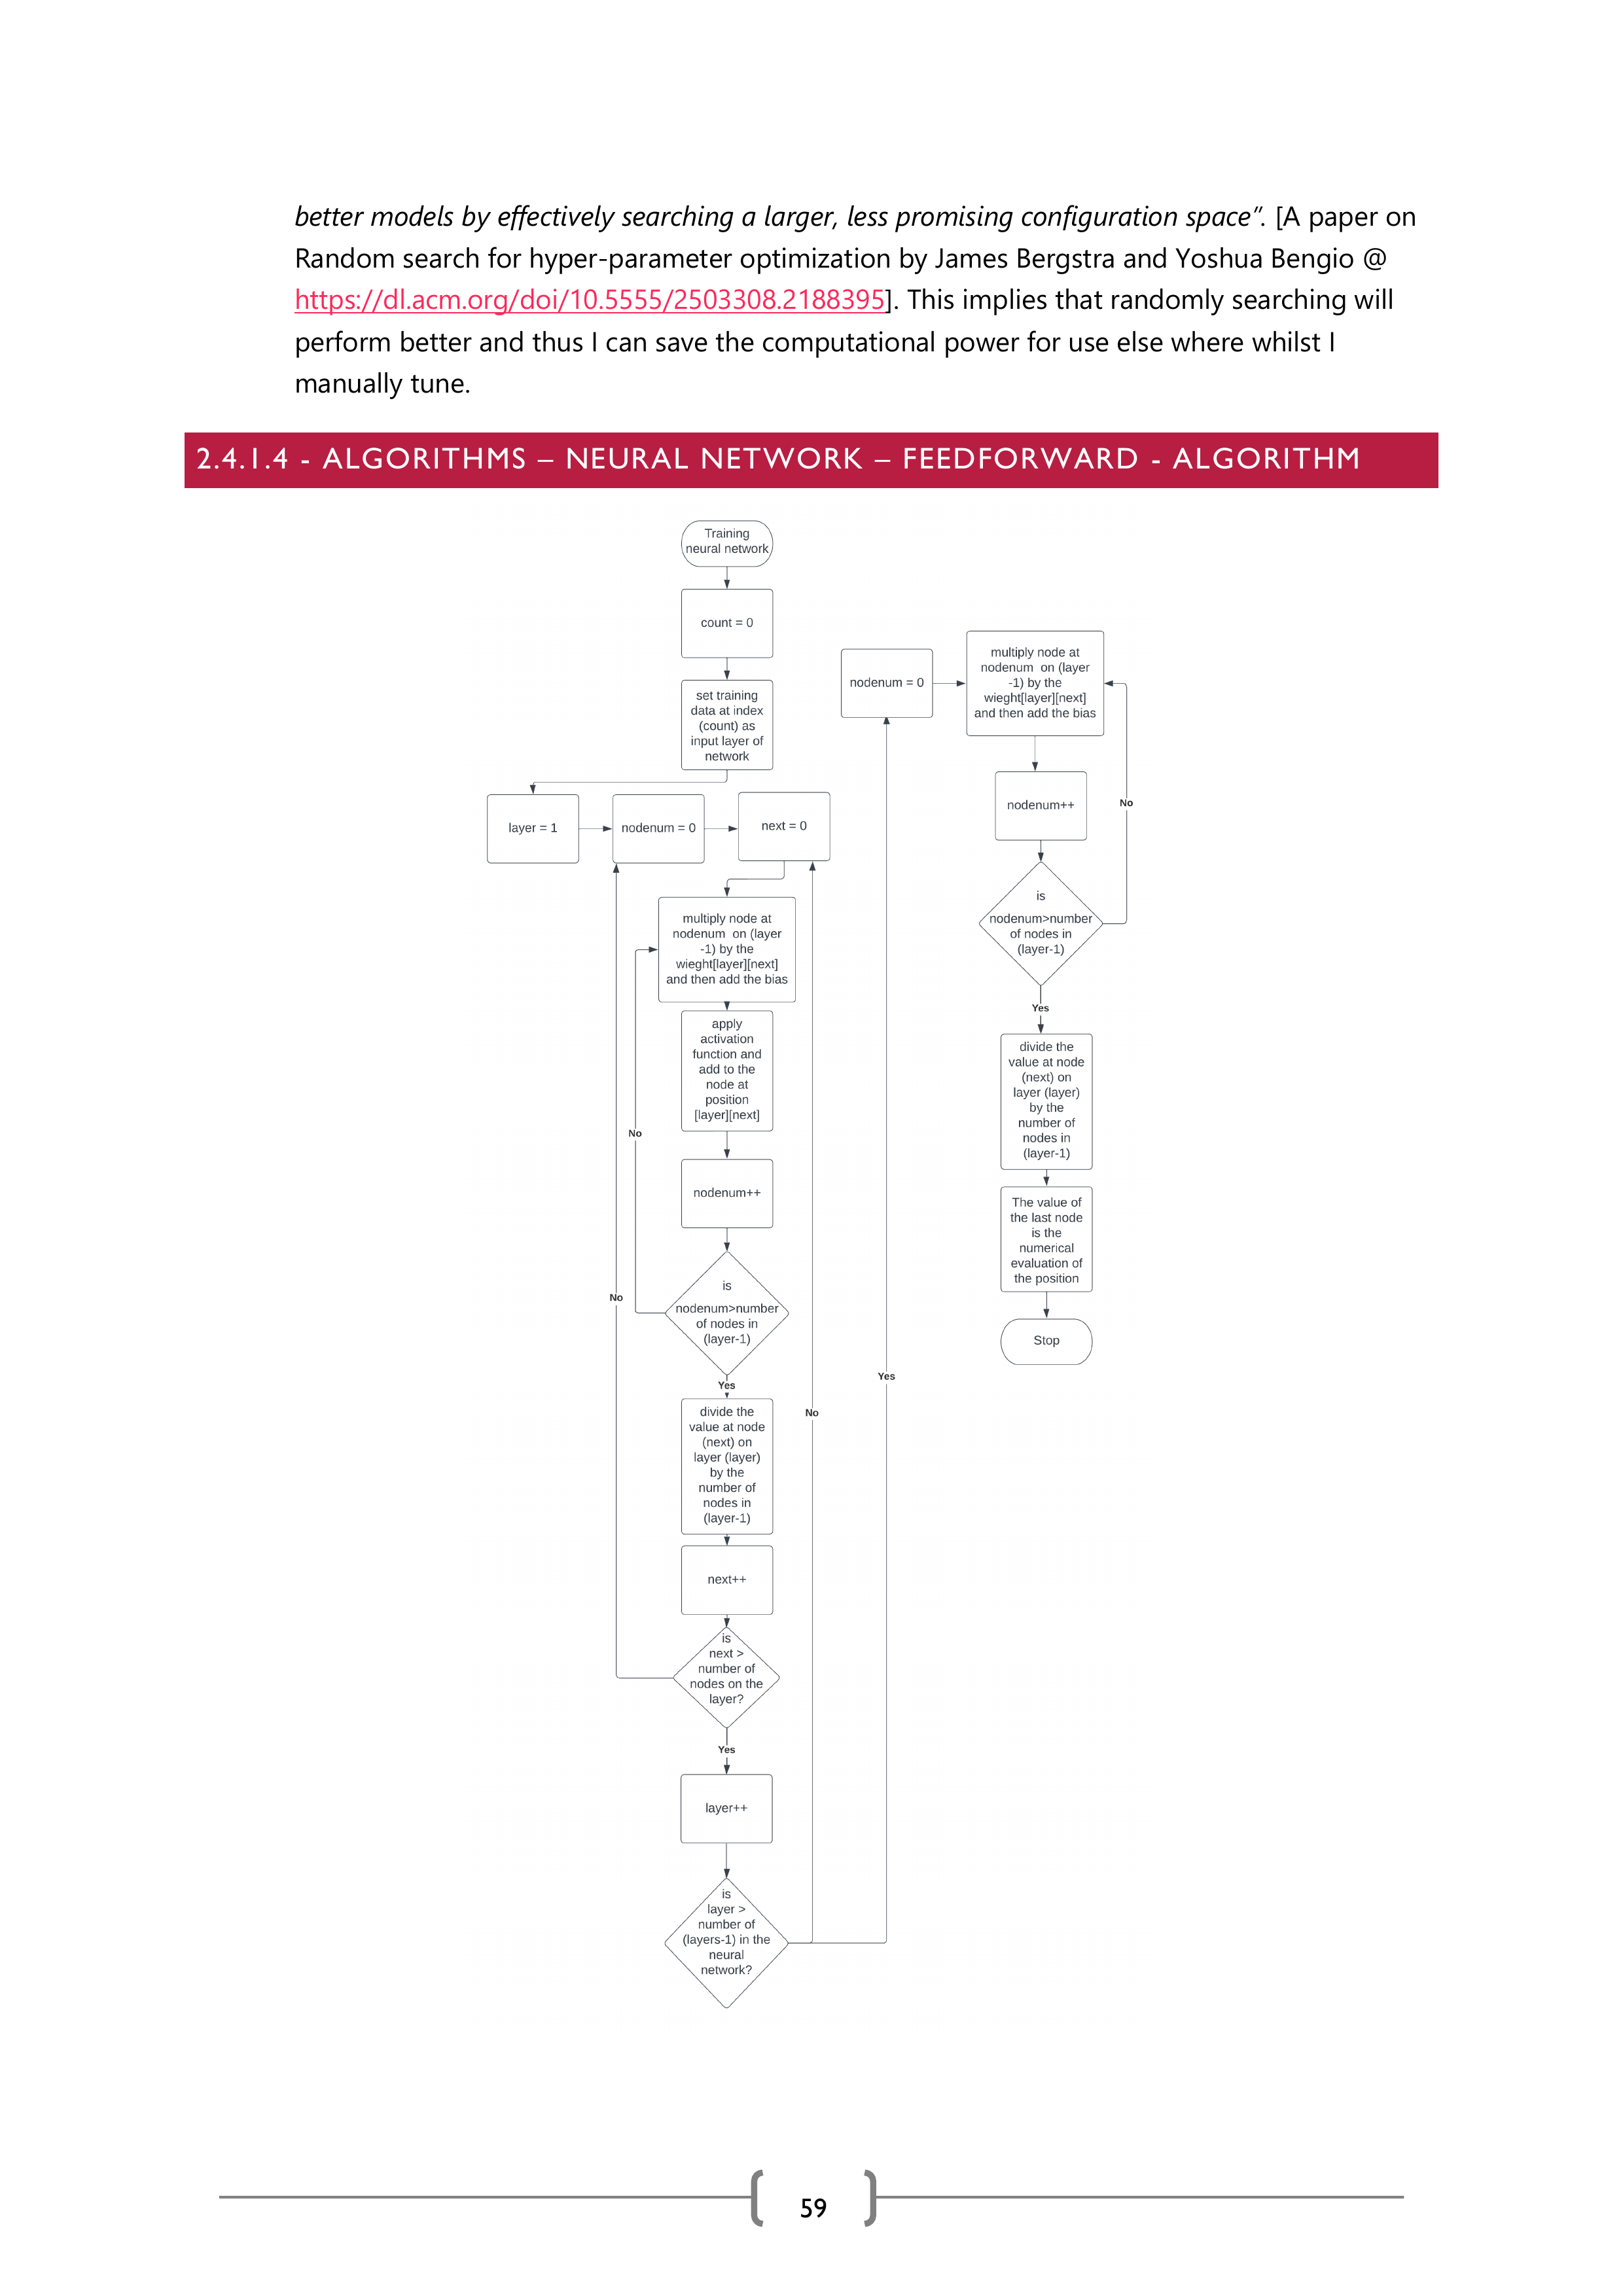 better models by effectively searching a larger, less promising configuration space”. [A paper on
Random search for hyper-parameter optimization by James Bergstra and Yoshua Bengio @
https://dl.acm.org/doi/10.5555/2503308.2188395]. This implies that randomly searching will
perform better and thus I can save the computational power for use else where whilst I
manually tune.
2.4.1.4 - ALGORITHMS – NEURAL NETWORK – FEEDFORWARD - ALGORITHM
Training
neural network
count = 0
set training
data at index
(count) as
input layer of
network
layer = 1
nodenum = 0
next = 0
multiply node at
nodenum on (layer
-1) by the
wieght[layer][next]
and then add the bias
apply
activation
function and
add to the
node at
position
[layer][next]
No
nodenum++
is
nodenum>number
of nodes in
(layer-1)
No
Yes
divide the
value at node
(next) on
layer (layer)
by the
number of
nodes in
(layer-1)
No
next++
is
next >
number of
nodes on the
layer?
Yes
layer++
is
layer >
number of
(layers-1) in the
neural
network?
Yes
nodenum = 0
multiply node at
nodenum on (layer
-1) by the
wieght[layer][next]
and then add the bias
nodenum++
No
is
nodenum>number
of nodes in
(layer-1)
Yes
divide the
value at node
(next) on
layer (layer)
by the
number of
nodes in
(layer-1)
The value of
the last node
is the
numerical
evaluation of
the position
Stop
59